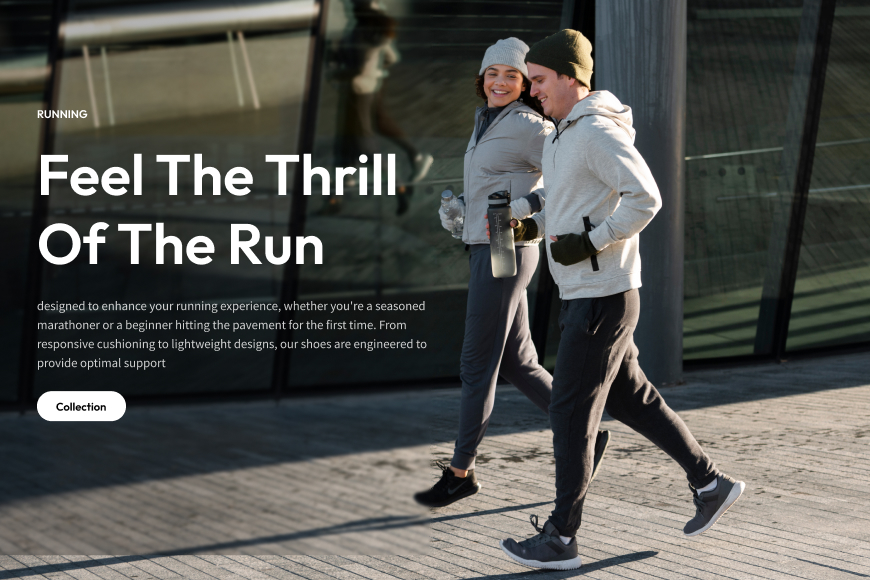 RUNNING
Feel The Thrill
Of The Run
designed to enhance your running experience, whether you're a seasoned
marathoner or a beginner hitting the pavement for the first time. From
responsive cushioning to lightweight designs, our shoes are engineered to
provide optimal support
Collection